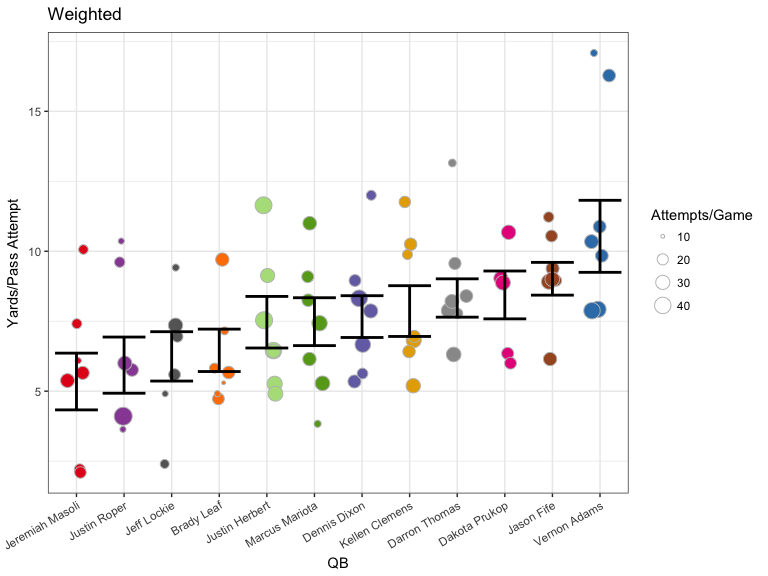 Weighted
15
10
5
Yards/Pass Attempt
Jeremiah Masoli
Justin Roper
Jeff Lockie
Brady Leaf
Justin Herbert
Marcus Mariota
Dennis Dixon
Kellen Clemens
Darron Thomas
Dakota Prukop
Jason Fife
Vernon Adams
QB
Attempts/Game
10
20
30
40